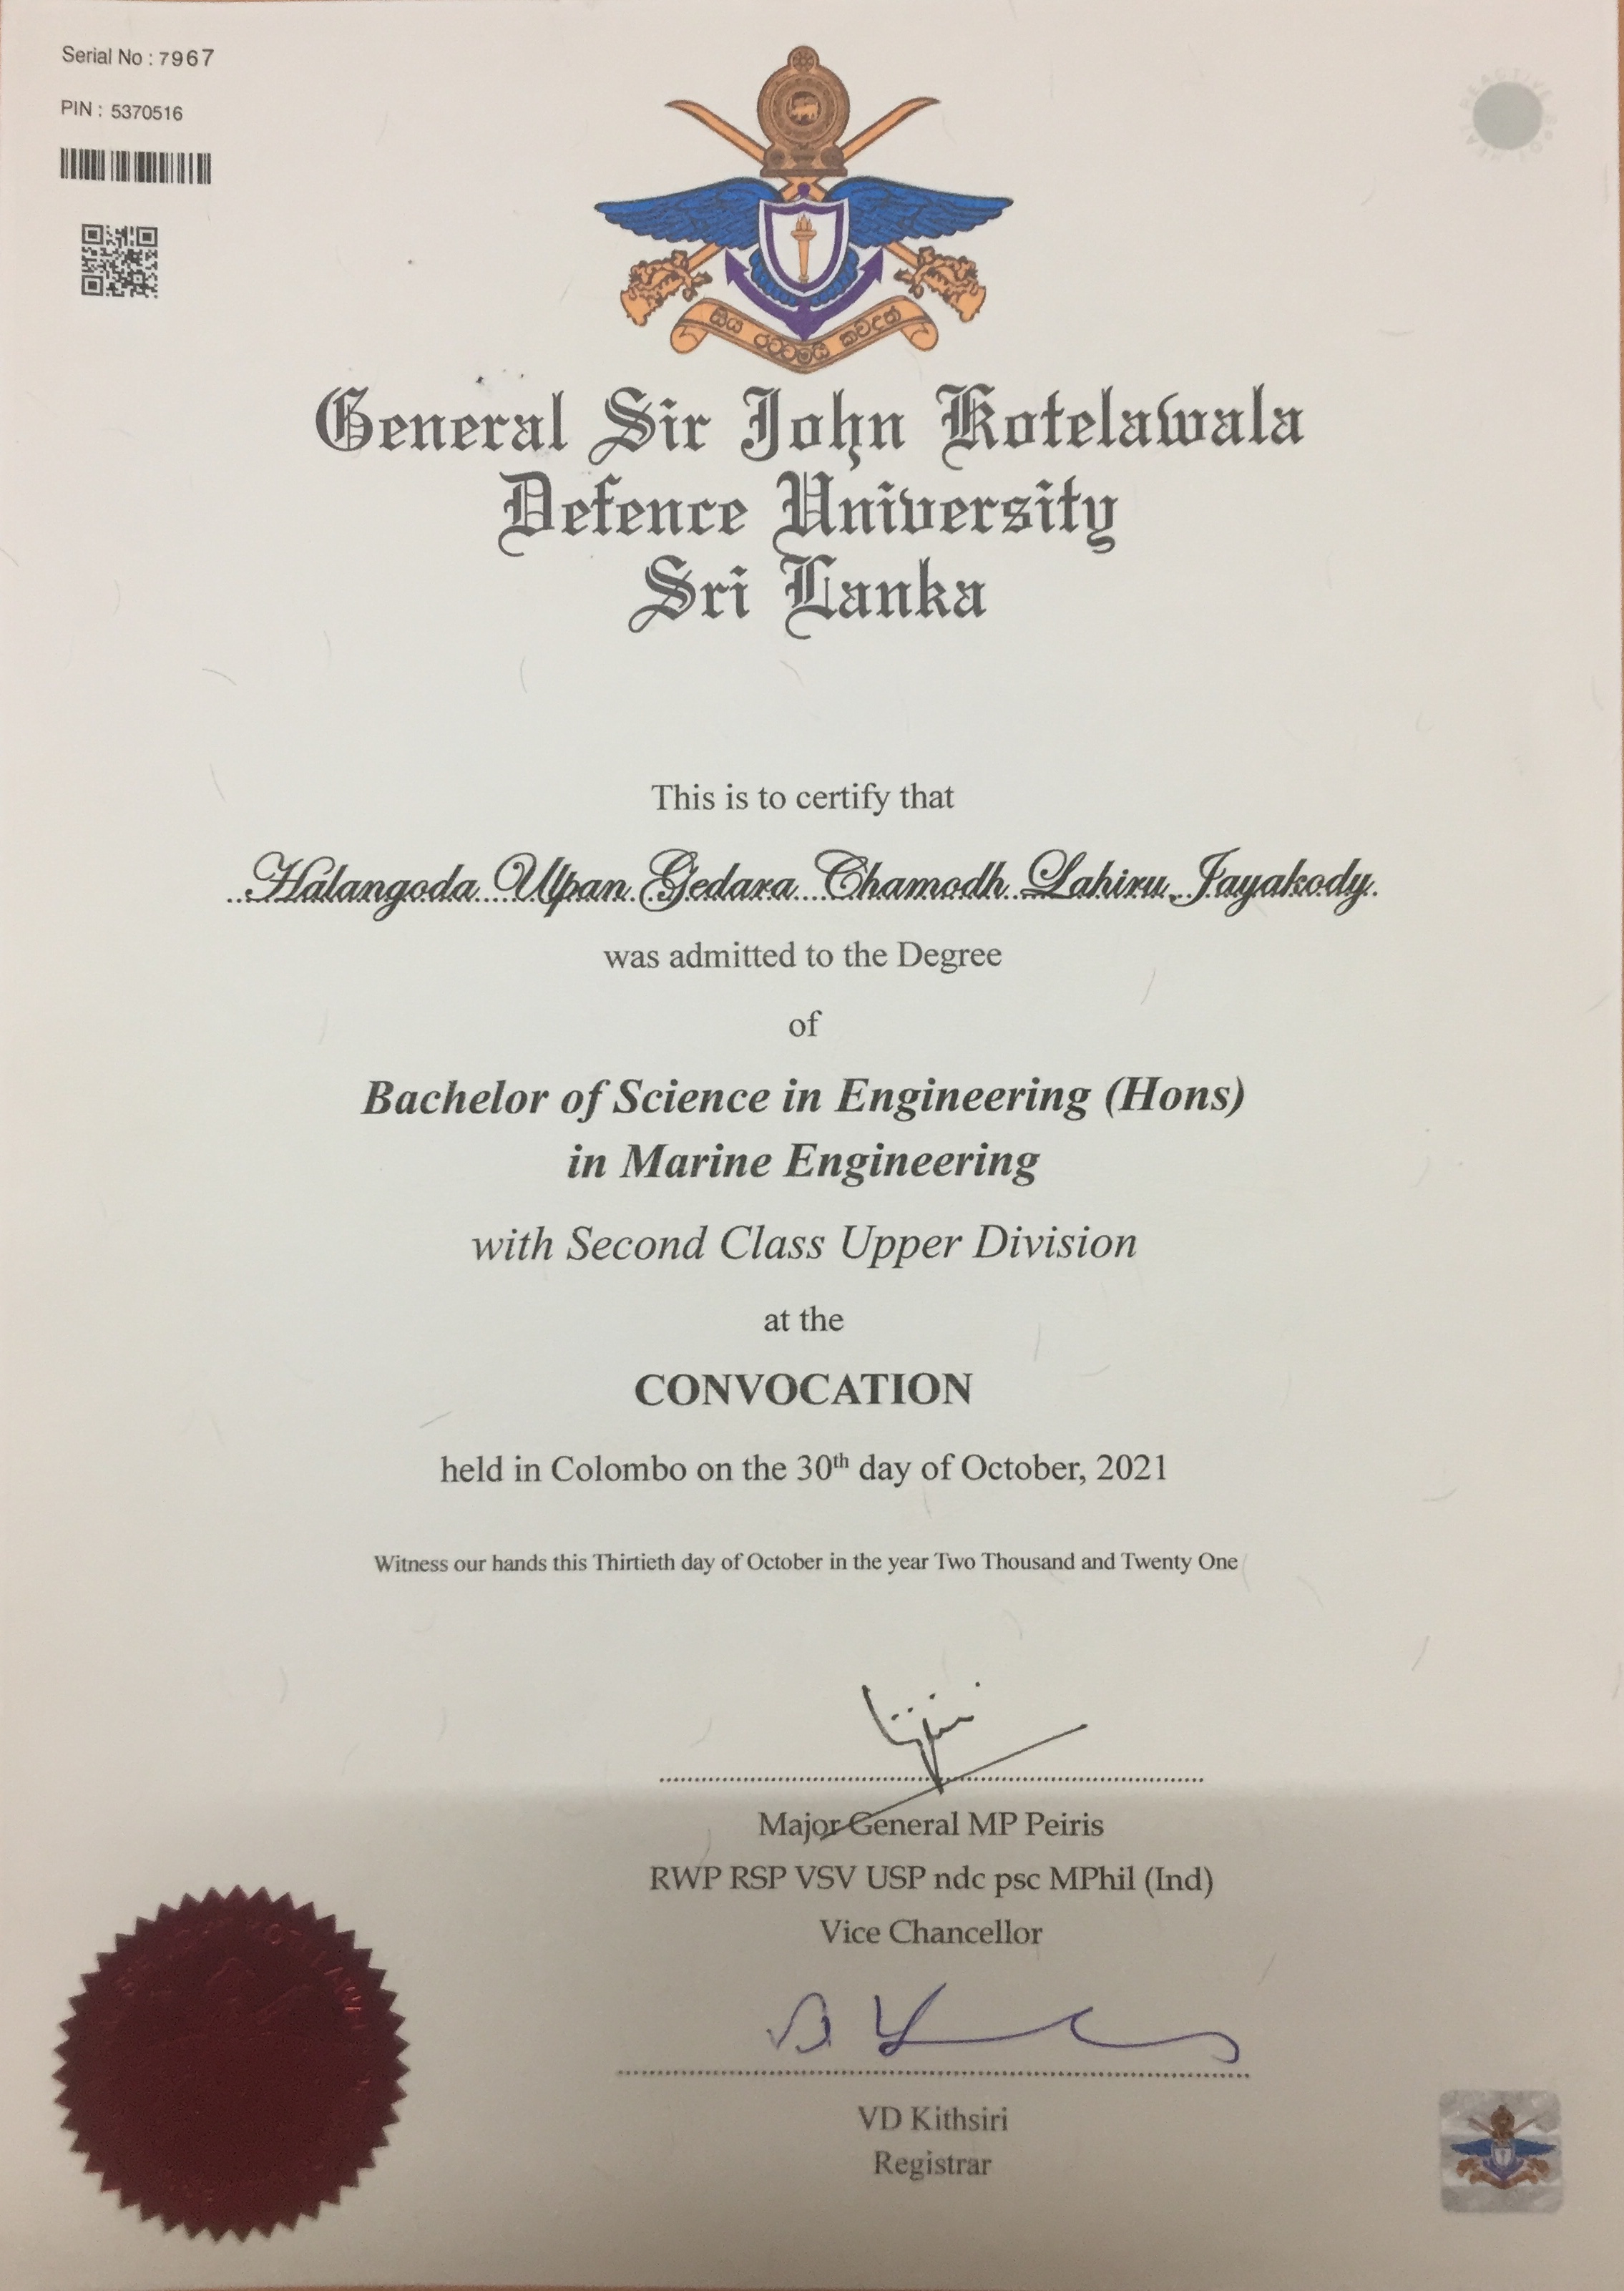 Serial No : 7967
PIN : 5370516
සිය රටටමය කවදත්
General Sir John Kotelawala
Defence University
Sri Lanka
This is to certify that
Halangoda Ulpan Gedara Chamodh Lahiru Jayakody
was admitted to the Degree
of
Bachelor of Science in Engineering (Hons)
in Marine Engineering
with Second Class Upper Division
at the
CONVOCATION
held in Colombo on the 30th day of October, 2021
Witness our hands this Thirtieth day of October in the year Two Thousand and Twenty One
Major General MP Peiris
RWP RSP VSV USP ndc psc MPhil (Ind)
Vice Chancellor
VD Kithsiri
Registrar